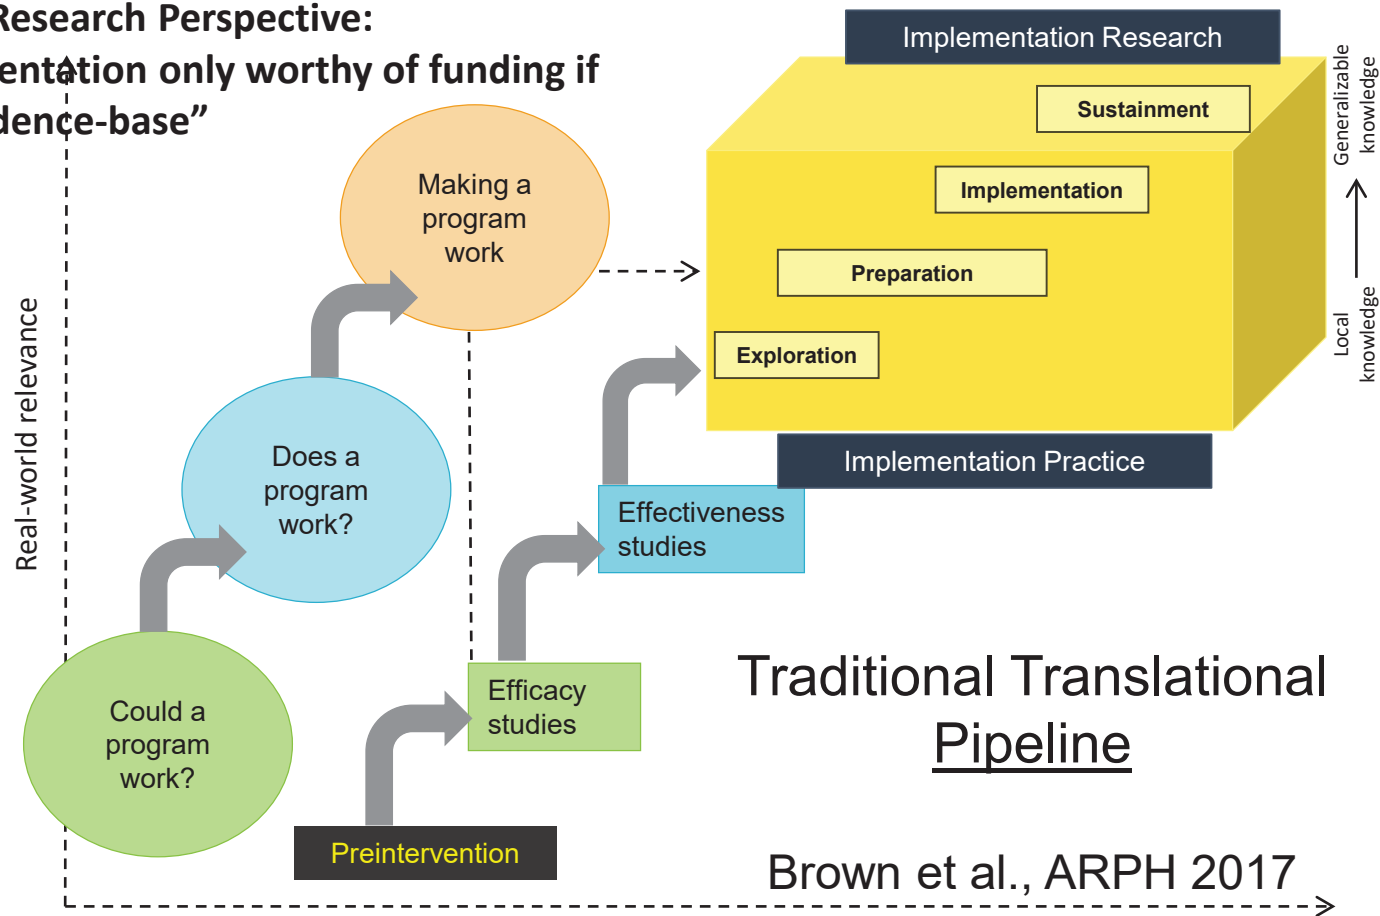 Research Perspective:
entation only worthy of funding if
dence-base”
Implementation Research
Sustainment
Implementation
Preparation
Exploration
Implementation Practice
Generalizable
knowledge
Local
knowledge
Real-world relevance
Making a
program
work
Does a
program
work?
Could a
program
work?
Effectiveness
studies
Efficacy
studies
Preintervention
Traditional Translational
Pipeline
Brown et al., ARPH 2017